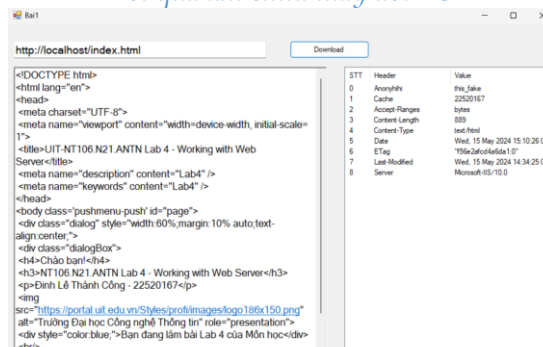 Bai1
http://localhost/index.html
Download
<!DOCTYPE html>
<html lang="en">
<head>
<meta charset="UTF-8">
<meta name="viewport" content="width=device-width, initial-scale=
1">
<title>UIT-NT106.N21.ANTN Lab 4 - Working with Web
Server</title>
<meta name="description" content="Lab4" />
<meta name="keywords" content="Lab4" />
</head>
<body class='pushmenu-push' id="page">
<div class="dialog" style="width:60%;margin:10% auto;text-
align:center;">
<div class="dialogBox">
<h4>Chào bạn!</h4>
<h3>NT106.N21.ANTN Lab 4 - Working with Web Server</h3>
<p>Đinh Lê Thành Công - 22520167</p>
<img
src="https://portal.uit.edu.vn/Styles/profi/images/logo186x150.png"
alt="Trường Đại học Công nghệ Thông tin" role="presentation">
<div style="color:blue;">Bạn đang làm bài Lab 4 của Môn học</div>
<br/>
STT Header Value
0 Anonyhihi this_fake
1 Cache 22520167
2 Accept-Ranges bytes
3 Content-Length 889
4 Content-Type text/html
5 Date Wed, 15 May 2024 15:10:26
6 ETag "f56e2afcd4a6da1:0"
7 Last-Modified Wed, 15 May 2024 14:34:25
8 Server Microsoft-IIS/10.0